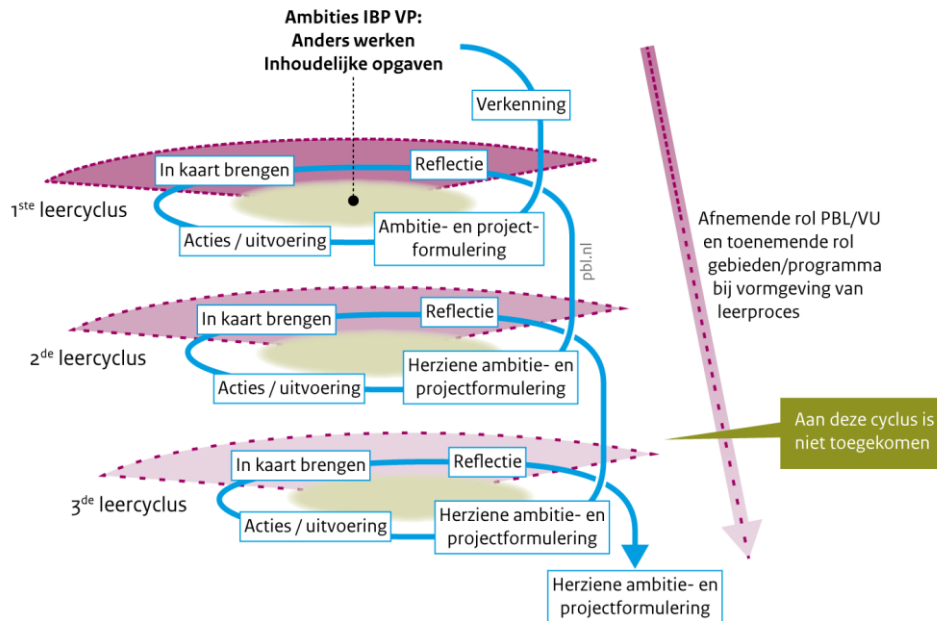 Ambities IBP VP:
Anders werken
Inhoudelijke opgaven
Verkenning
In kaart brengen
Reflectie
1ste leercyclus
Acties / uitvoering
Ambitie- en project-
formulering
pbl.nl
Afnemende rol PBL/VU
en toenemende rol
gebieden/programma
bij vormgeving van
leerproces
In kaart brengen
Reflectie
2de leercyclus
Acties / uitvoering
Herziene ambitie- en
projectformulering
Aan deze cyclus is
niet toegekomen
In kaart brengen
Reflectie
3de leercyclus
Acties / uitvoering
Herziene ambitie- en
projectformulering
Herziene ambitie- en
projectformulering